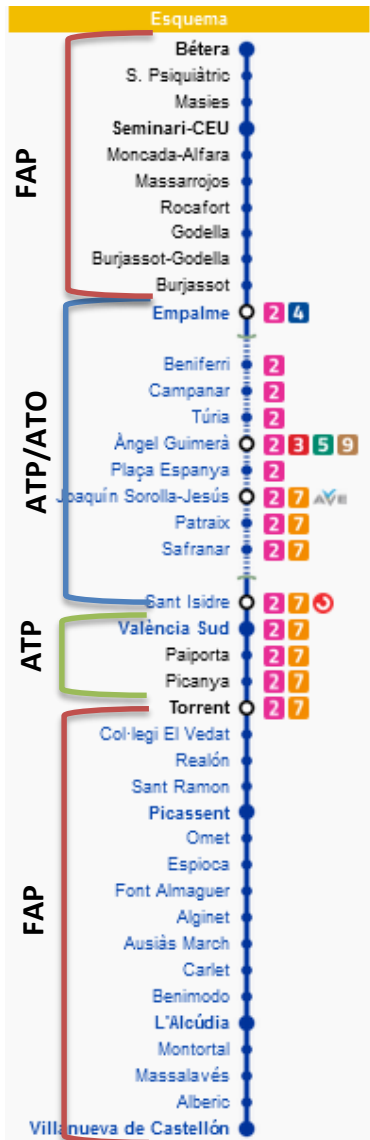 Esquema
Bétera
S. Psiquiàtric
Masies
Seminari-CEU
Moncada-Alfara
Massarrojos
Rocafort
Godella
Burjassot-Godella
Burjassot
FAP
Empalme 2 4
Beniferri 2
Campanar 2
Túria 2
Àngel Guimerà 2 3 5 9
Plaça Espanya 2
Joaquín Sorolla-Jesús 2 7 AVE
Patraix 2 7
Safranar 2 7
Sant Isidre 2 7
ATP/ATO
València Sud 2 7
Paiporta 2 7
Picanya 2 7
ATP
Torrent 2 7
Col·legi El Vedat
Realón
Sant Ramon
Picassent
Omet
Espioca
Font Almaguer
Alginet
Ausiàs March
Carlet
Benimodo
L'Alcúdia
Montortal
Massalavés
Alberic
Villanueva de Castellón
FAP